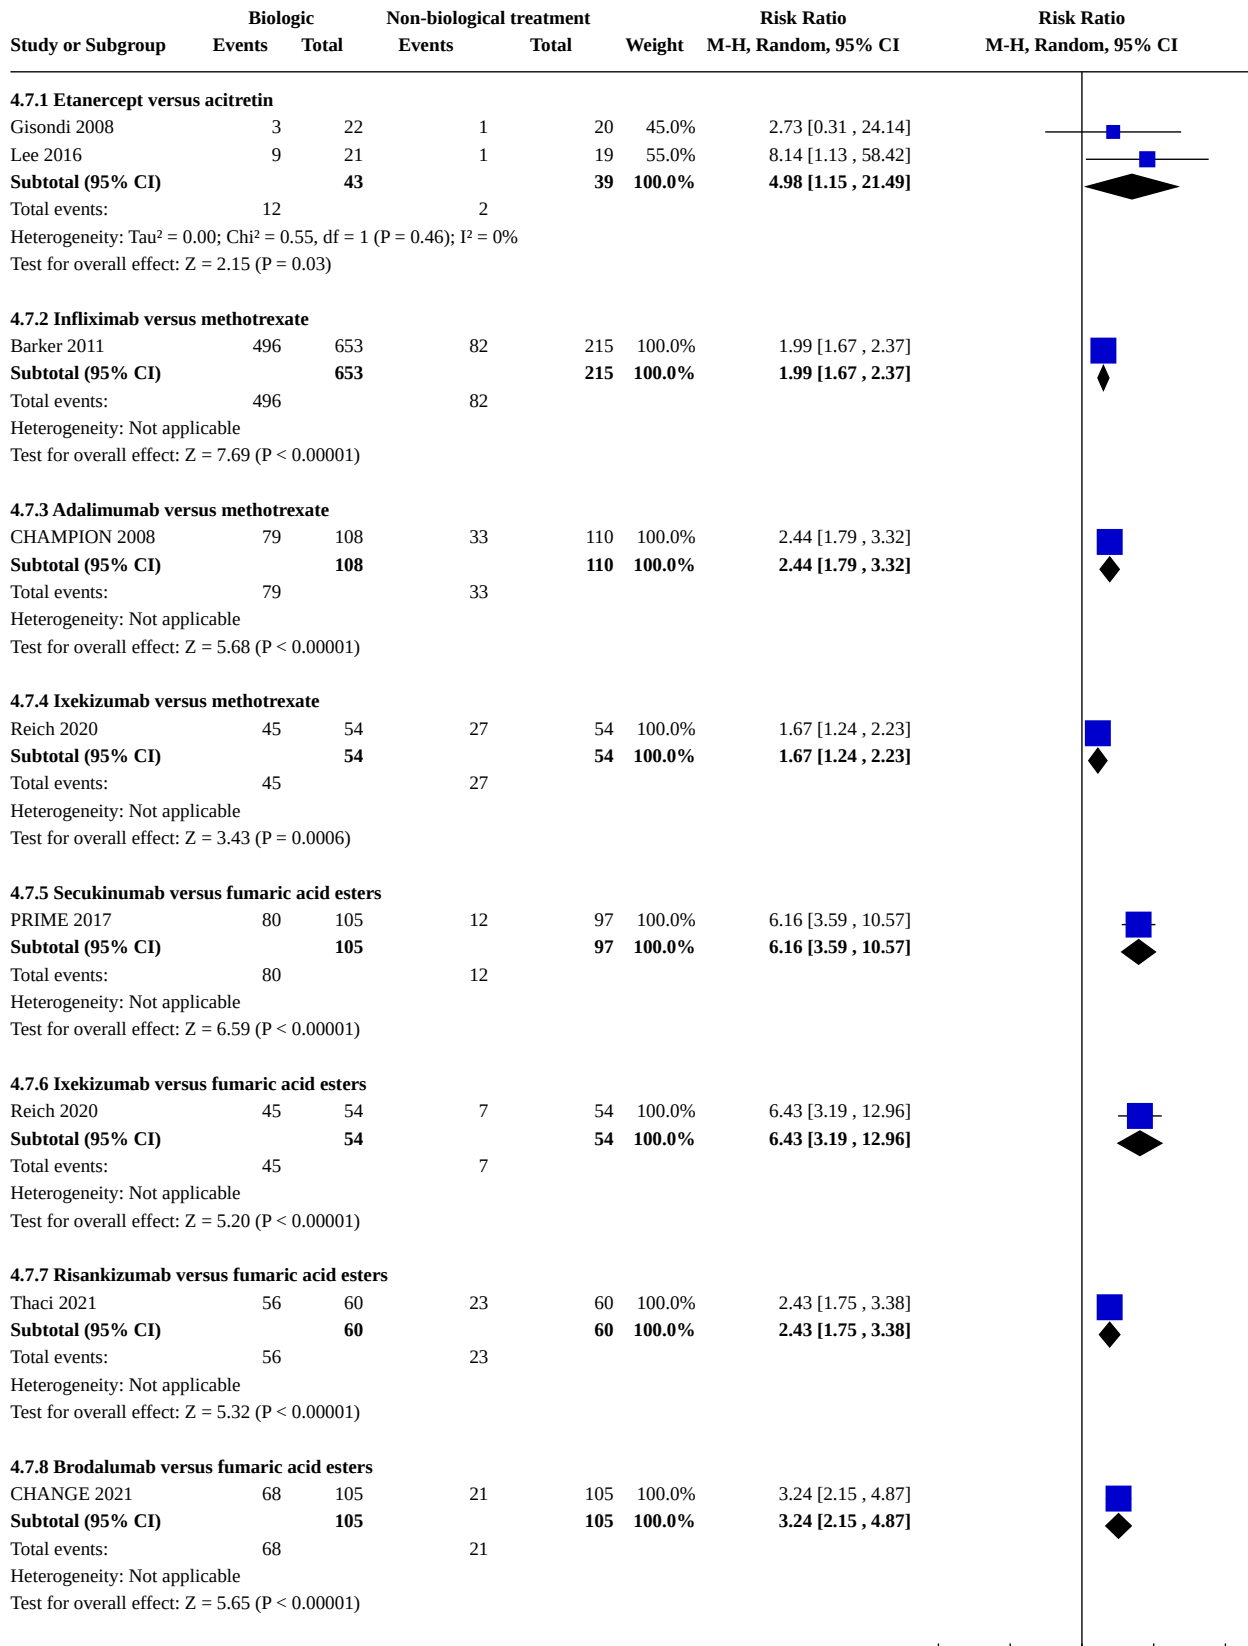 Biologic Non-biological treatment Risk Ratio Risk Ratio
Study or Subgroup Events Total Events Total Weight M-H, Random, 95% CI M-H, Random, 95% CI
4.7.1 Etanercept versus acitretin
Gisondi 2008 3 22 1 20 45.0% 2.73 [0.31 , 24.14]
Lee 2016 9 21 1 19 55.0% 8.14 [1.13 , 58.42]
Subtotal (95% CI) 43 39 100.0% 4.98 [1.15 , 21.49]
Total events: 12 2
Heterogeneity: Tau² = 0.00; Chi² = 0.55, df = 1 (P = 0.46); I² = 0%
Test for overall effect: Z = 2.15 (P = 0.03)
4.7.2 Infliximab versus methotrexate
Barker 2011 496 653 82 215 100.0% 1.99 [1.67 , 2.37]
Subtotal (95% CI) 653 215 100.0% 1.99 [1.67 , 2.37]
Total events: 496 82
Heterogeneity: Not applicable
Test for overall effect: Z = 7.69 (P < 0.00001)
4.7.3 Adalimumab versus methotrexate
CHAMPION 2008 79 108 33 110 100.0% 2.44 [1.79 , 3.32]
Subtotal (95% CI) 108 110 100.0% 2.44 [1.79 , 3.32]
Total events: 79 33
Heterogeneity: Not applicable
Test for overall effect: Z = 5.68 (P < 0.00001)
4.7.4 Ixekizumab versus methotrexate
Reich 2020 45 54 27 54 100.0% 1.67 [1.24 , 2.23]
Subtotal (95% CI) 54 54 100.0% 1.67 [1.24 , 2.23]
Total events: 45 27
Heterogeneity: Not applicable
Test for overall effect: Z = 3.43 (P = 0.0006)
4.7.5 Secukinumab versus fumaric acid esters
PRIME 2017 80 105 12 97 100.0% 6.16 [3.59 , 10.57]
Subtotal (95% CI) 105 97 100.0% 6.16 [3.59 , 10.57]
Total events: 80 12
Heterogeneity: Not applicable
Test for overall effect: Z = 6.59 (P < 0.00001)
4.7.6 Ixekizumab versus fumaric acid esters
Reich 2020 45 54 7 54 100.0% 6.43 [3.19 , 12.96]
Subtotal (95% CI) 54 54 100.0% 6.43 [3.19 , 12.96]
Total events: 45 7
Heterogeneity: Not applicable
Test for overall effect: Z = 5.20 (P < 0.00001)
4.7.7 Risankizumab versus fumaric acid esters
Thaci 2021 56 60 23 60 100.0% 2.43 [1.75 , 3.38]
Subtotal (95% CI) 60 60 100.0% 2.43 [1.75 , 3.38]
Total events: 56 23
Heterogeneity: Not applicable
Test for overall effect: Z = 5.32 (P < 0.00001)
4.7.8 Brodalumab versus fumaric acid esters
CHANGE 2021 68 105 21 105 100.0% 3.24 [2.15 , 4.87]
Subtotal (95% CI) 105 105 100.0% 3.24 [2.15 , 4.87]
Total events: 68 21
Heterogeneity: Not applicable
Test for overall effect: Z = 5.65 (P < 0.00001)